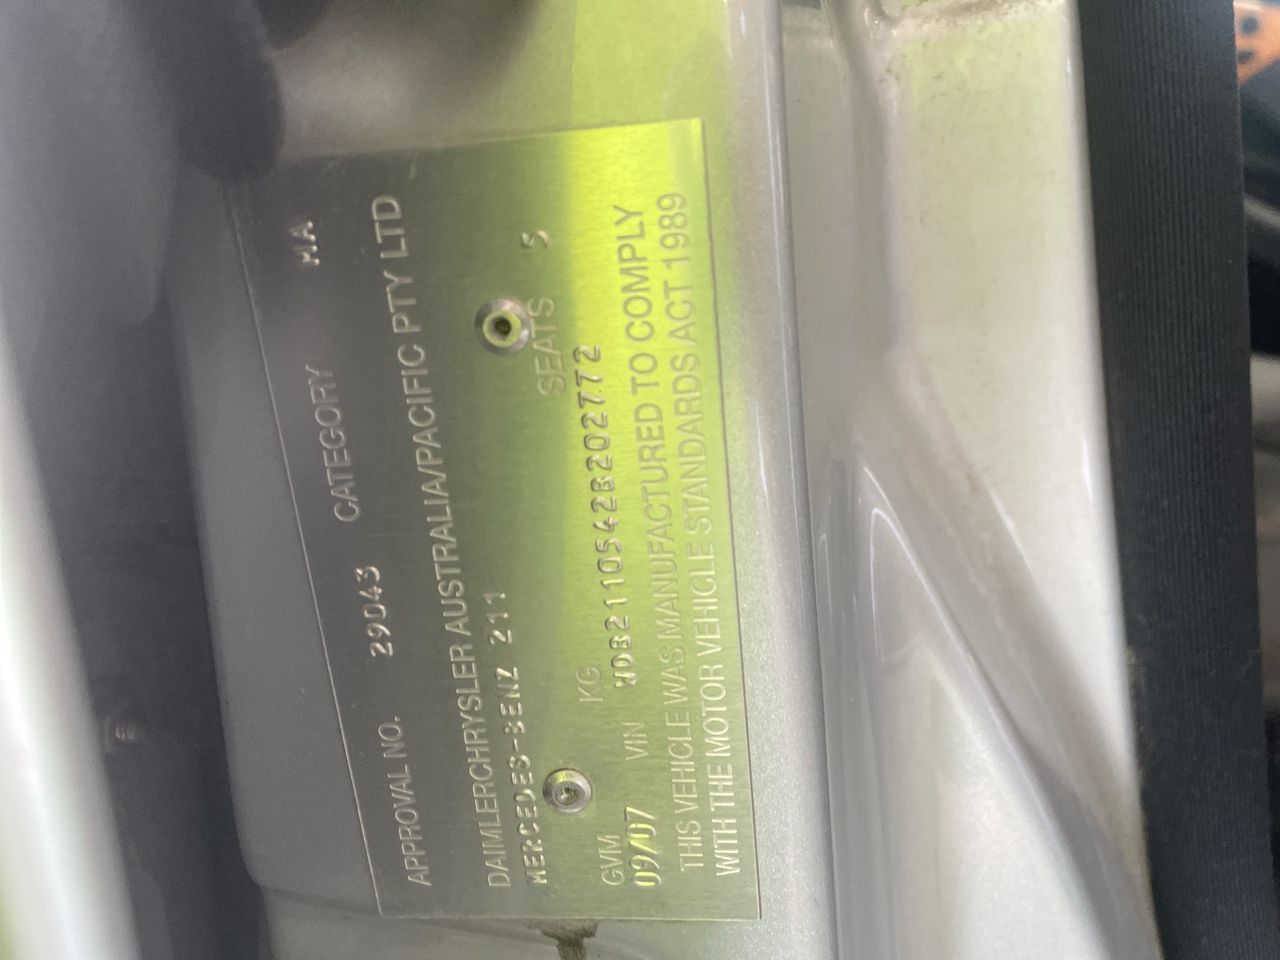 APPROVAL NO. 29043 CATEGORY MA
DAIMLERCHRYSLER AUSTRALIA/PACIFIC PTY LTD
MERCEDES-BENZ 211
GVM KG SEATS 5
09/07 VIN WDB2110542B202772
THIS VEHICLE WAS MANUFACTURED TO COMPLY
WITH THE MOTOR VEHICLE STANDARDS ACT 1989